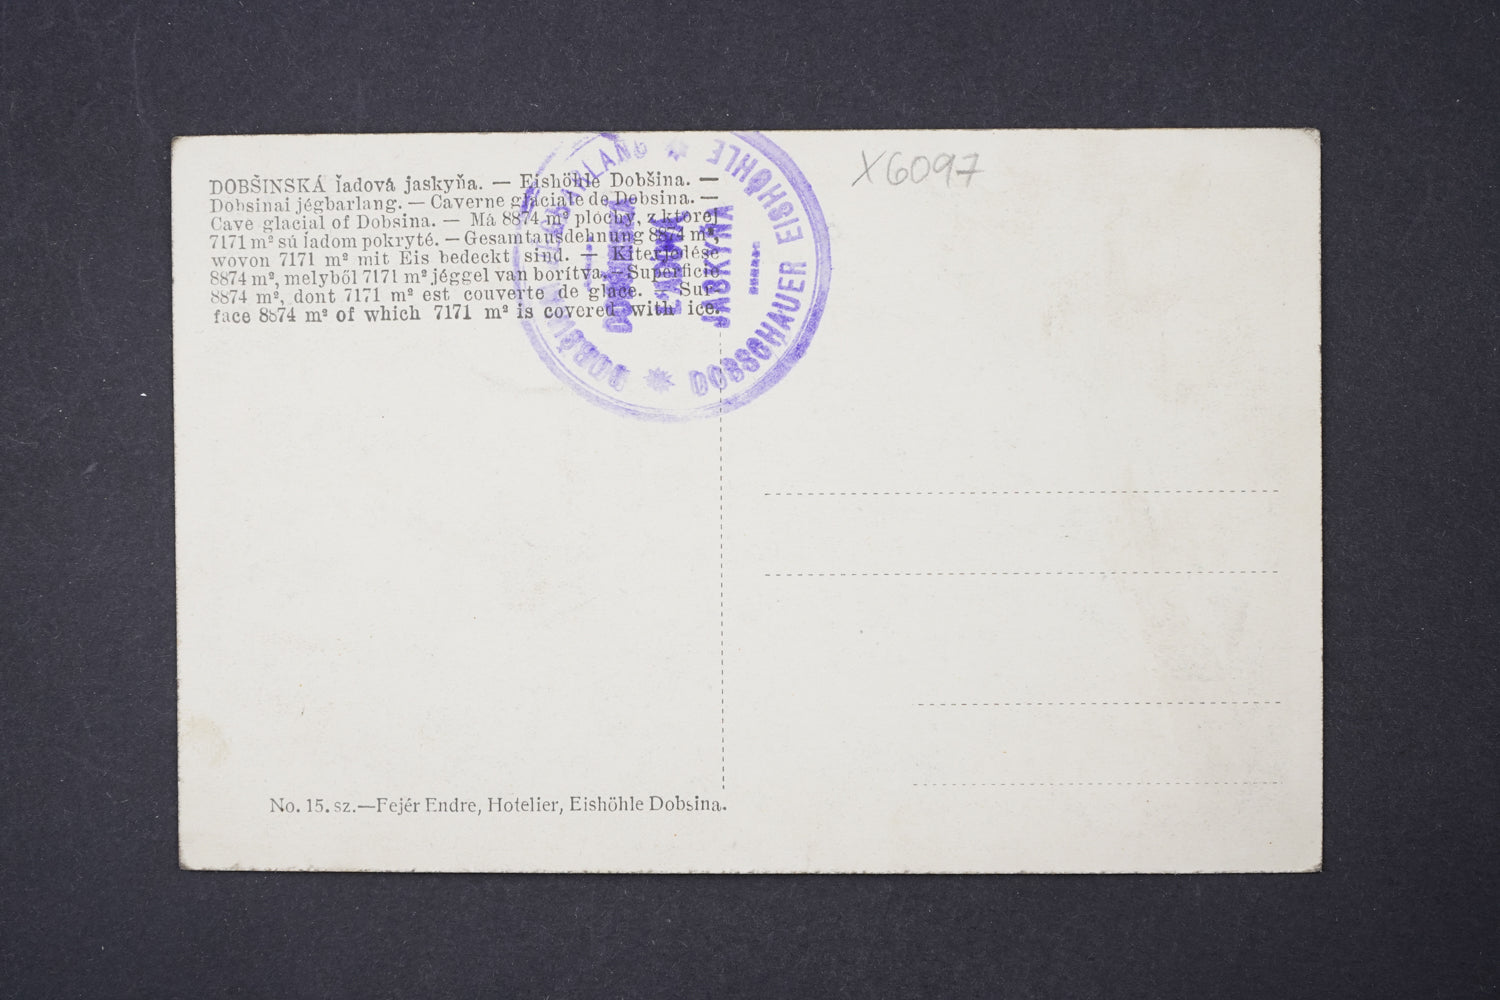 DOBŠINSKÁ ľadová jaskyňa. — Eishöhle Dobšina. —
Dobsinai jégbarlang. — Caverne glaciale de Dobsina. —
Cave glacial of Dobsina. — Má 8874 m² plochy, z ktorej
7171 m² sú ľadom pokryté. — Gesamtausdehnung 8874 m²,
wovon 7171 m² mit Eis bedeckt sind. — Kiterjedése
8874 m², melyből 7171 m² jéggel van borítva. — Superficie
8874 m², dont 7171 m² est couverte de glace. — Sur-
face 8874 m² of which 7171 m² is covered with ice.
JÉGBARLANG
DOBSCHAUER EISHÖHLE
ĽADOVÁ
JASKYŇA
X6097
No. 15. sz.—Fejér Endre, Hotelier, Eishöhle Dobsina.